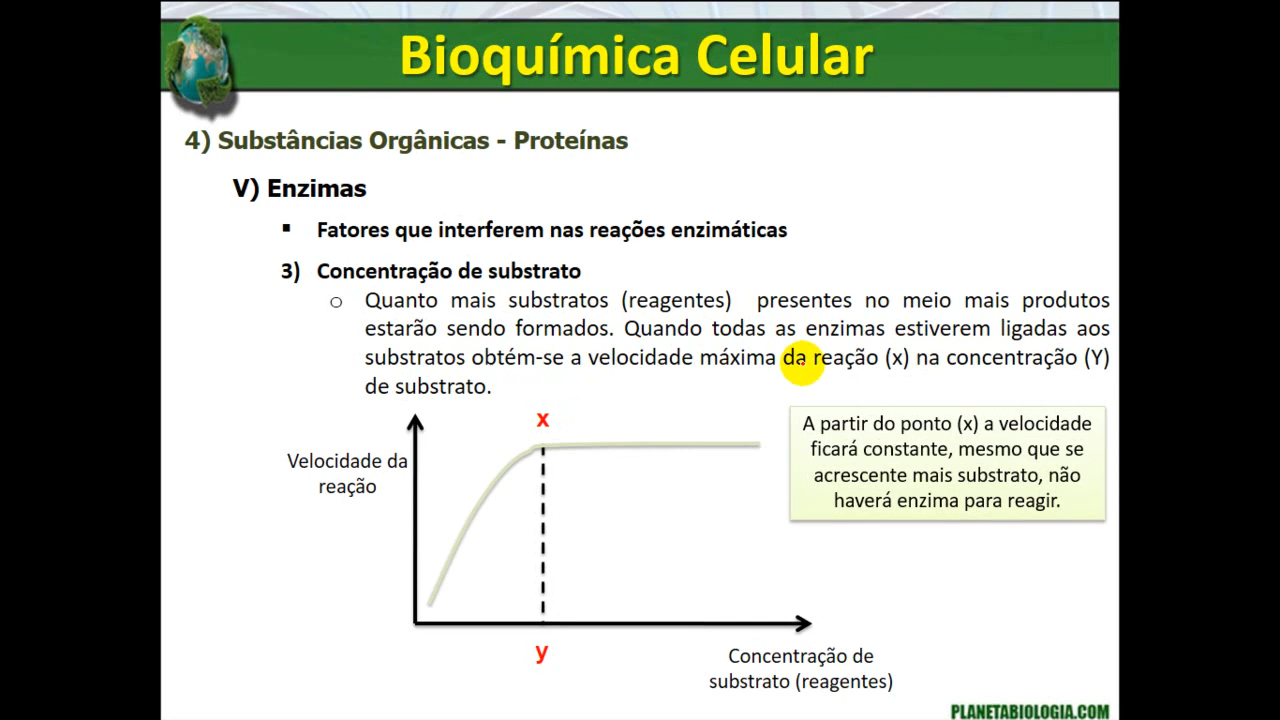 Bioquímica Celular
4) Substâncias Orgânicas - Proteínas
V) Enzimas
▪ Fatores que interferem nas reações enzimáticas
3) Concentração de substrato
o Quanto mais substratos (reagentes) presentes no meio mais produtos
estarão sendo formados. Quando todas as enzimas estiverem ligadas aos
substratos obtém-se a velocidade máxima da reação (x) na concentração (Y)
de substrato.
x
Velocidade da
reação
A partir do ponto (x) a velocidade
ficará constante, mesmo que se
acrescente mais substrato, não
haverá enzima para reagir.
y
Concentração de
substrato (reagentes)
PLANETABIOLOGIA.COM